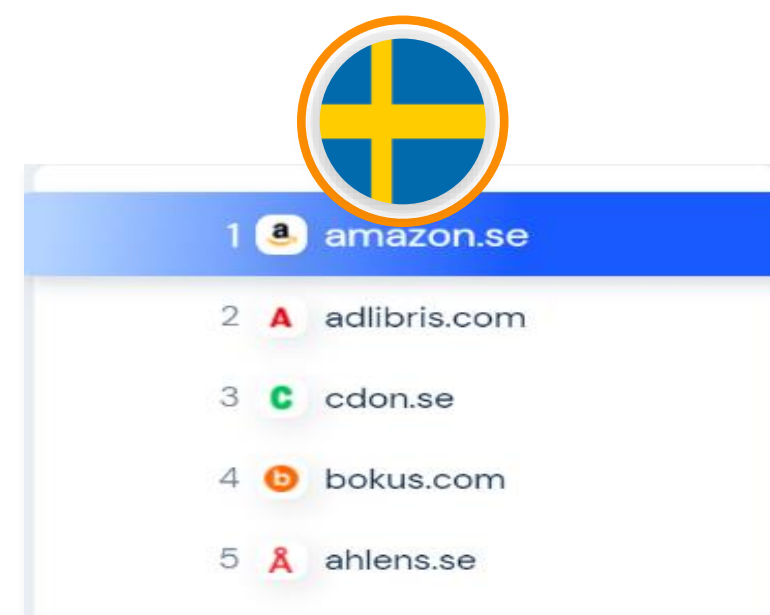 1 a amazon.se
2 A adlibris.com
3 C cdon.se
4 b bokus.com
5 Å ahlens.se